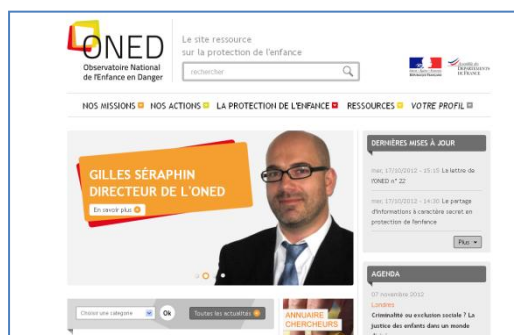 ONED
Observatoire National
de l'Enfance en Danger
Le site ressource
sur la protection de l'enfance
rechercher
NOS MISSIONS NOS ACTIONS LA PROTECTION DE L'ENFANCE RESSOURCES VOTRE PROFIL
GILLES SÉRAPHIN
DIRECTEUR DE L'ONED
En savoir plus
DERNIÈRES MISES À JOUR
mer, 17/10/2012 - 15:15 La lettre de
l'ONED n° 22
mer, 17/10/2012 - 14:30 Le partage
d'informations à caractère secret en
protection de l'enfance
Plus
AGENDA
07 novembre 2012
Londres
Criminalité ou exclusion sociale ? La
justice des enfants dans un monde
Choisir une catégorie
Ok
Toutes les actualités
ANNUAIRE
CHERCHEURS